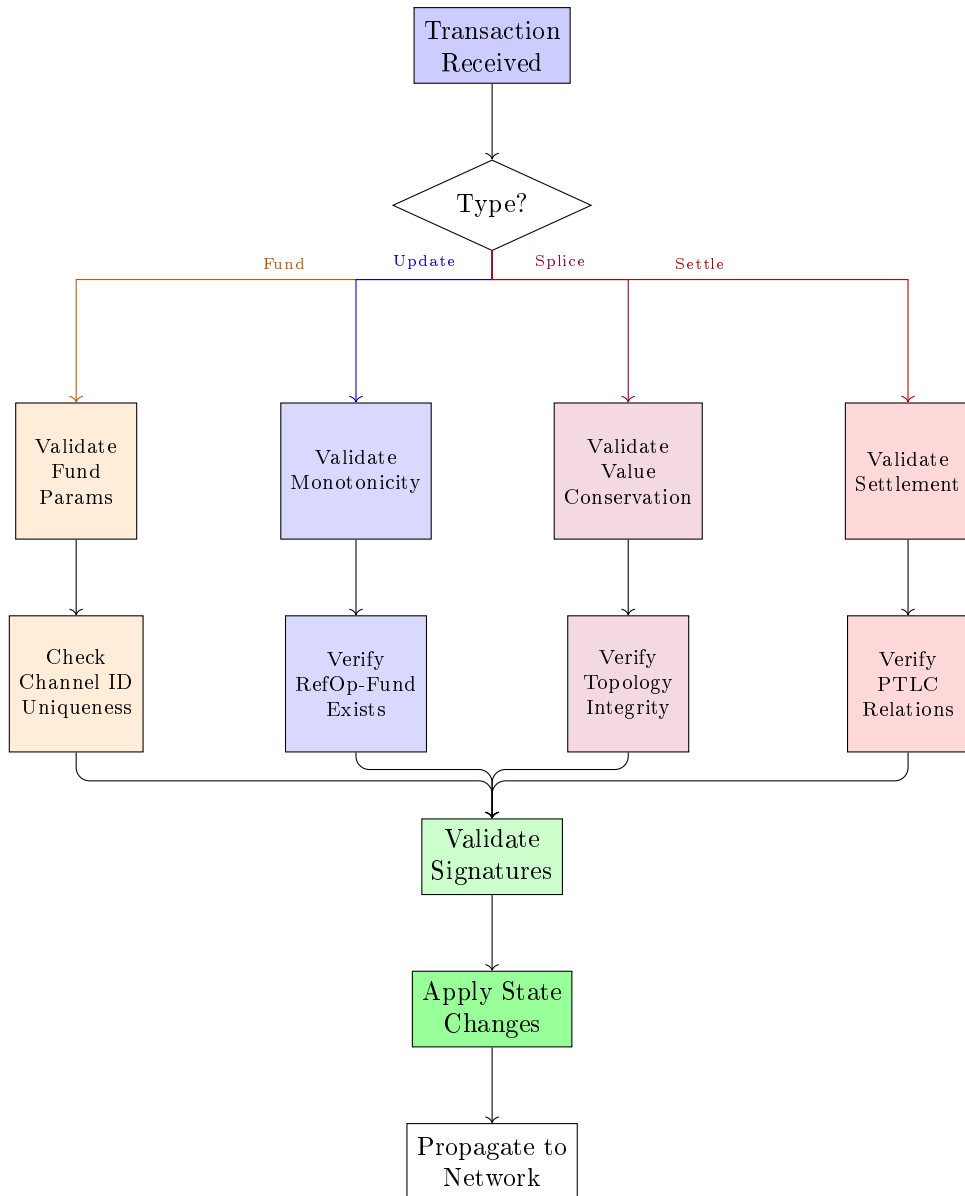 Transaction
Received
Type?
Fund
Update
Splice
Settle
Validate
Fund
Params
Validate
Monotonicity
Validate
Value
Conservation
Validate
Settlement
Check
Channel ID
Uniqueness
Verify
RefOp-Fund
Exists
Verify
Topology
Integrity
Verify
PTLC
Relations
Validate
Signatures
Apply State
Changes
Propagate to
Network